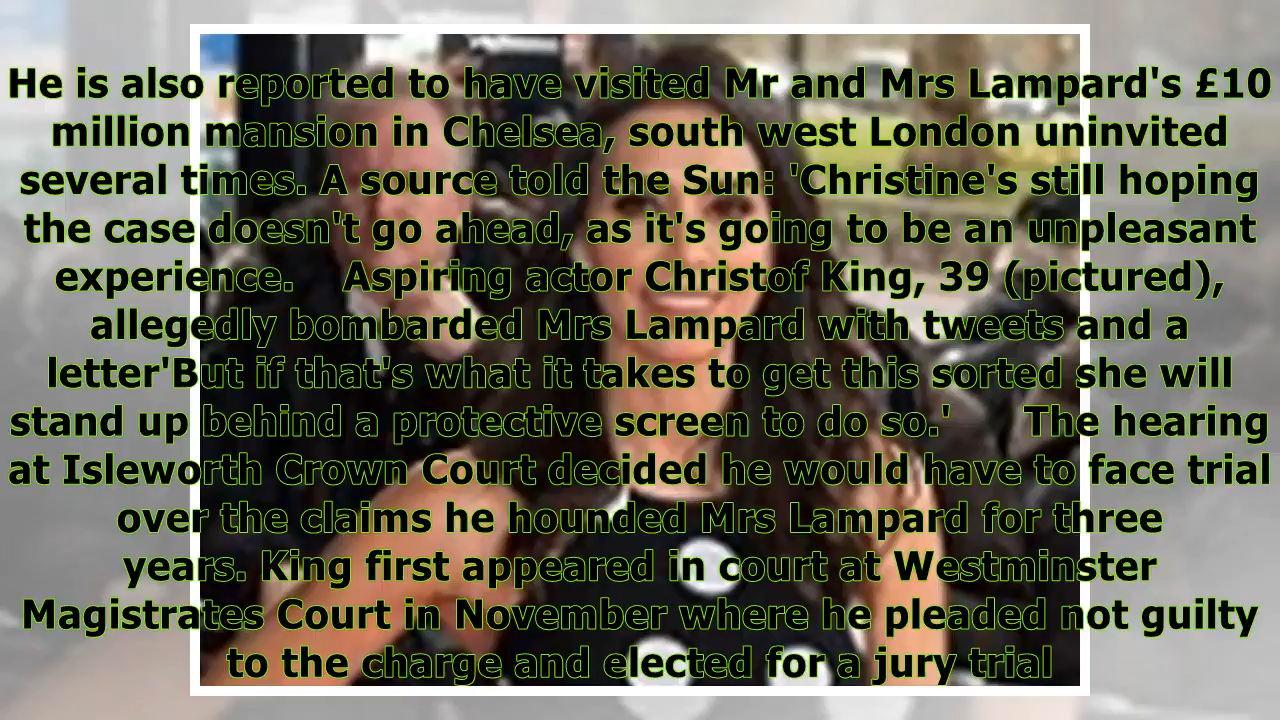 He is also reported to have visited Mr and Mrs Lampard's £10
million mansion in Chelsea, south west London uninvited
several times. A source told the Sun: 'Christine's still hoping
the case doesn't go ahead, as it's going to be an unpleasant
experience.    Aspiring actor Christof King, 39 (pictured),
allegedly bombarded Mrs Lampard with tweets and a
letter'But if that's what it takes to get this sorted she will
stand up behind a protective screen to do so.'      The hearing
at Isleworth Crown Court decided he would have to face trial
over the claims he hounded Mrs Lampard for three
years. King first appeared in court at Westminster
Magistrates Court in November where he pleaded not guilty
to the charge and elected for a jury trial